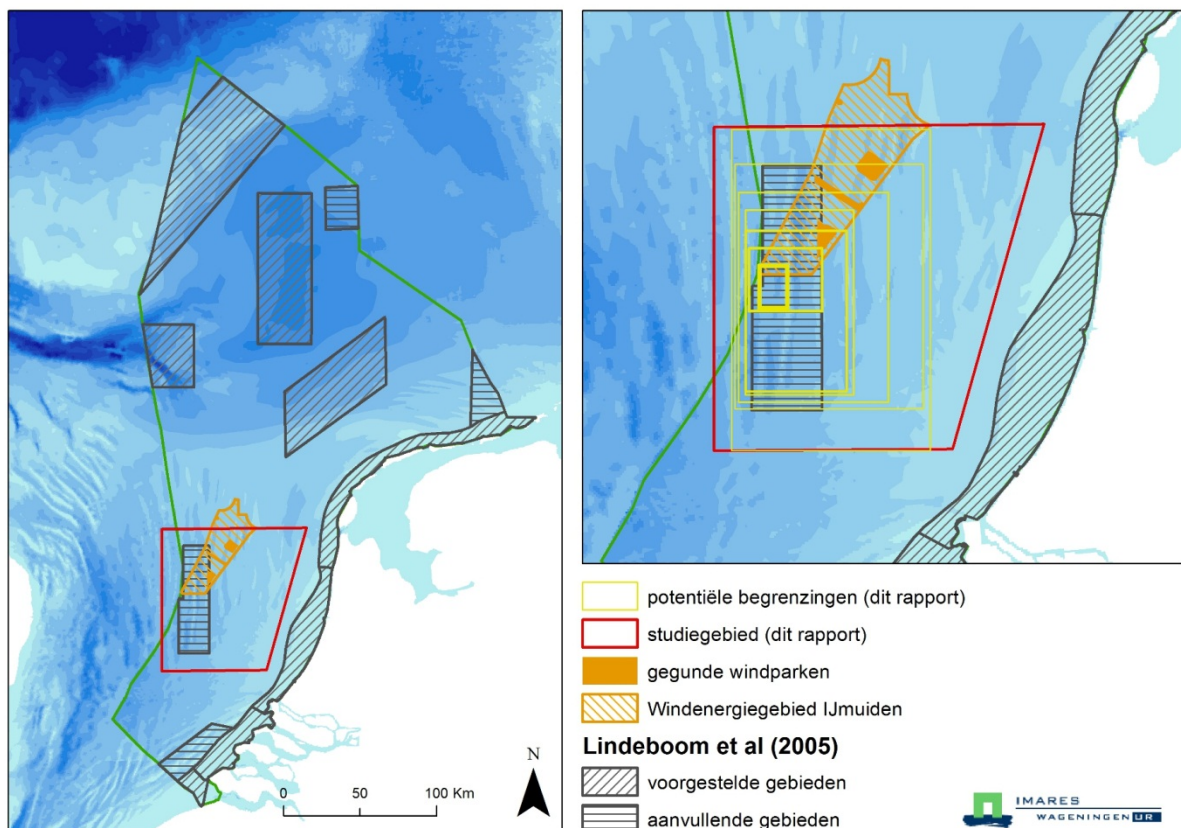 N
0 50 100 Km
potentiële begrenzingen (dit rapport)
studiegebied (dit rapport)
gegunde windparken
Windenergiegebied IJmuiden
Lindeboom et al (2005)
voorgestelde gebieden
aanvullende gebieden
IMARES
WAGENINGEN UR